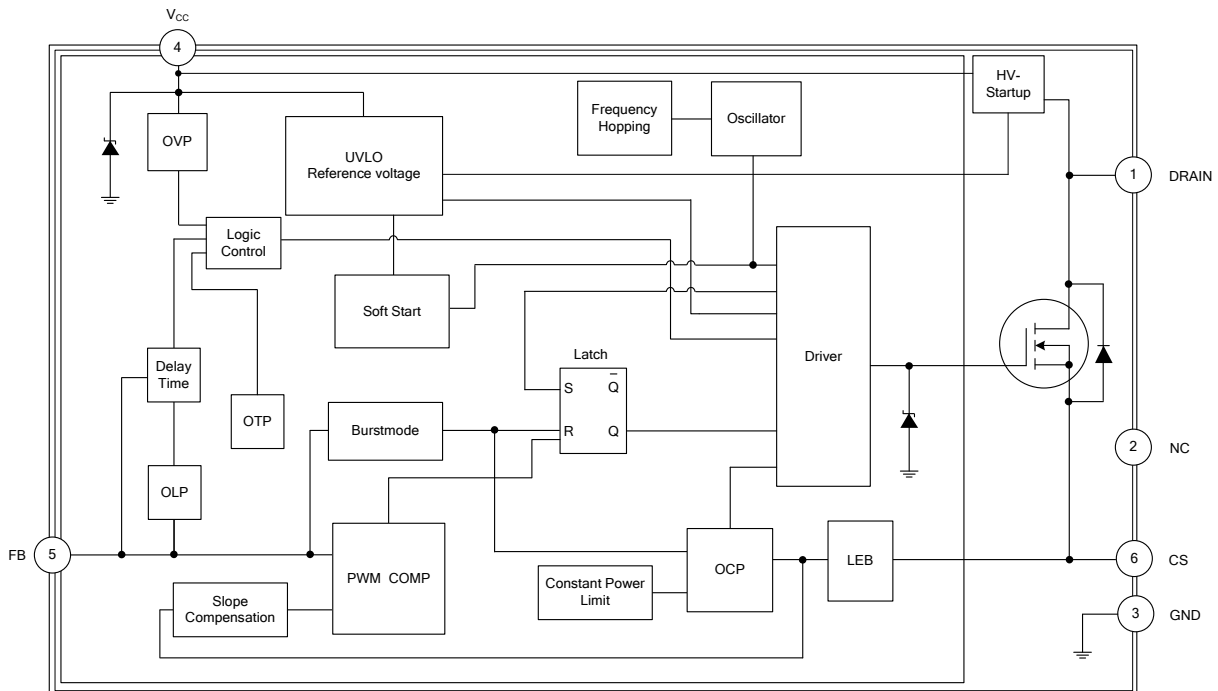 VCC
4
HV-
Startup
Frequency
Hopping
Oscillator
OVP
UVLO
Reference voltage
1
DRAIN
Logic
Control
Soft Start
Driver
Latch
Delay
Time
S
Q̅
OTP
Burstmode
R
Q
2
NC
OLP
FB
5
PWM COMP
OCP
LEB
6
CS
Constant Power
Limit
Slope
Compensation
3
GND